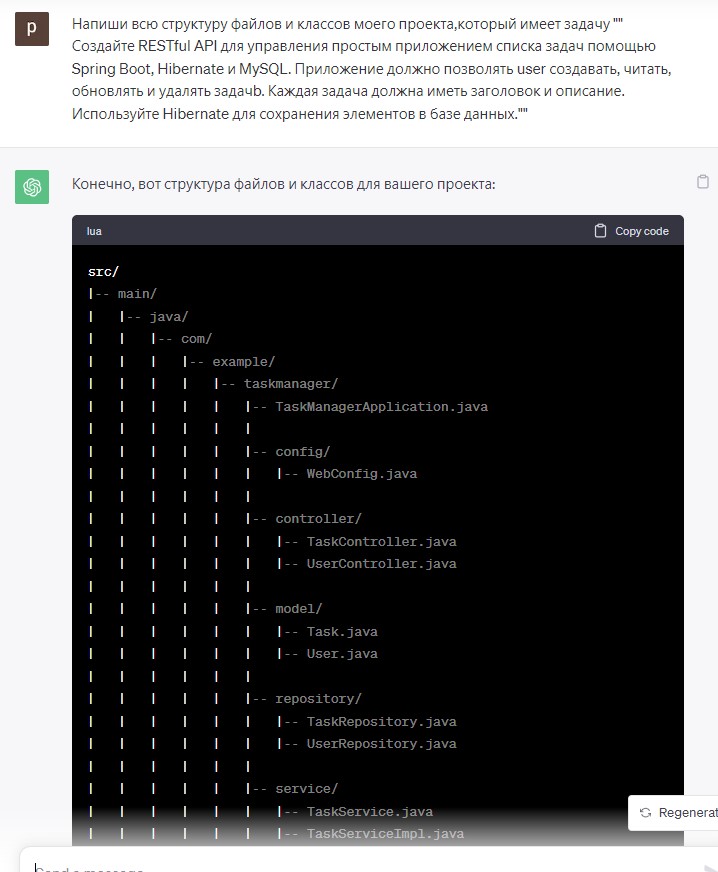 p
Напиши всю структуру файлов и классов моего проекта,который имеет задачу ""
Создайте RESTful API для управления простым приложением списка задач помощью
Spring Boot, Hibernate и MySQL. Приложение должно позволять user создавать, читать,
обновлять и удалять задачb. Каждая задача должна иметь заголовок и описание.
Используйте Hibernate для сохранения элементов в базе данных.""
Конечно, вот структура файлов и классов для вашего проекта:
lua Copy code
src/
|-- main/
| |-- java/
| | |-- com/
| | | |-- example/
| | | | |-- taskmanager/
| | | | | |-- TaskManagerApplication.java
| | | | | |
| | | | | |-- config/
| | | | | | |-- WebConfig.java
| | | | | |
| | | | | |-- controller/
| | | | | | |-- TaskController.java
| | | | | | |-- UserController.java
| | | | | |
| | | | | |-- model/
| | | | | | |-- Task.java
| | | | | | |-- User.java
| | | | | |
| | | | | |-- repository/
| | | | | | |-- TaskRepository.java
| | | | | | |-- UserRepository.java
| | | | | |
| | | | | |-- service/
| | | | | | |-- TaskService.java
| | | | | | |-- TaskServiceImpl.java
Regenerat